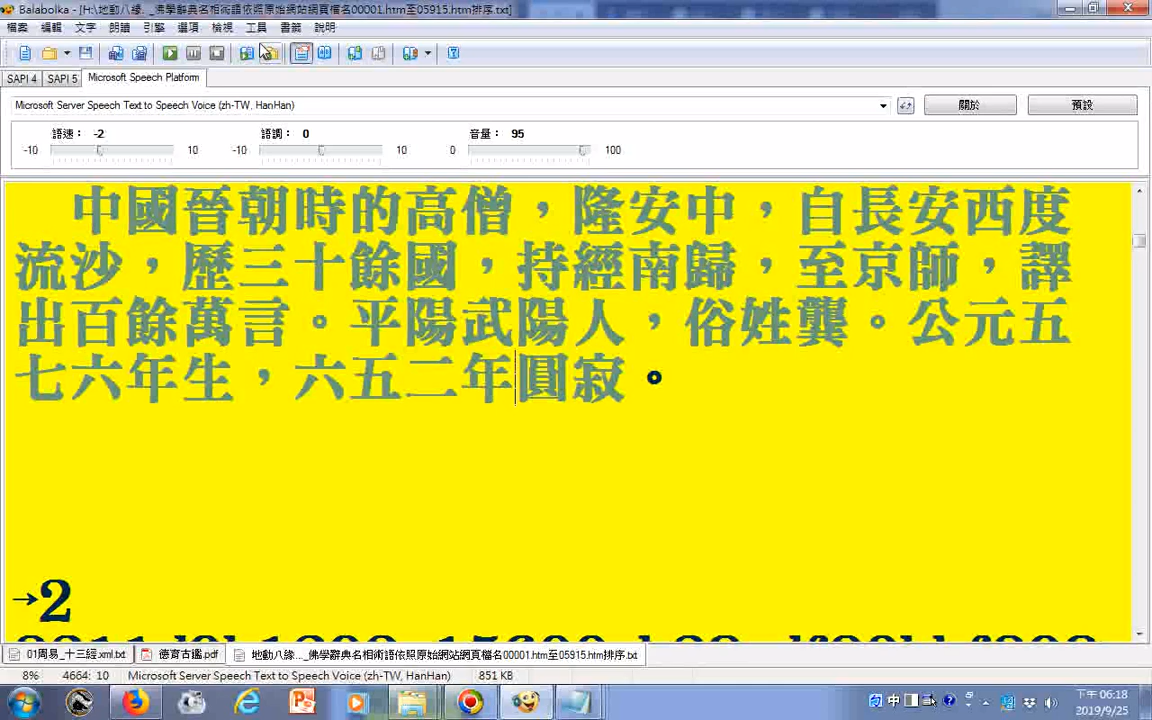 Balabolka - [H:\地動八緣..._佛學辭典名相術語依照原始網站網頁檔名00001.htm至05915.htm排序.txt]
檔案 編輯 文字 朗讀 引擎 選項 檢視 工具 書籤 說明
SAPI 4 SAPI 5 Microsoft Speech Platform
Microsoft Server Speech Text to Speech Voice (zh-TW, HanHan) 關於 預設
語速： -2 語調： 0 音量： 95
-10 10 -10 10 0 100
中國晉朝時的高僧，隆安中，自長安西度
流沙，歷三十餘國，持經南歸，至京師，譯
出百餘萬言。平陽武陽人，俗姓龔。公元五
七六年生，六五二年圓寂。
→2
01周易_十三經.xml.txt 德育古鑑.pdf 地動八緣..._佛學辭典名相術語依照原始網站網頁檔名00001.htm至05915.htm排序.txt
8% 4664: 10 Microsoft Server Speech Text to Speech Voice (zh-TW, HanHan) 851 KB
中 下午 06:18
2019/9/25